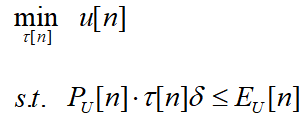 min u[n]
τ[n]
s.t. P_U[n]·τ[n]δ ≤ E_U[n]